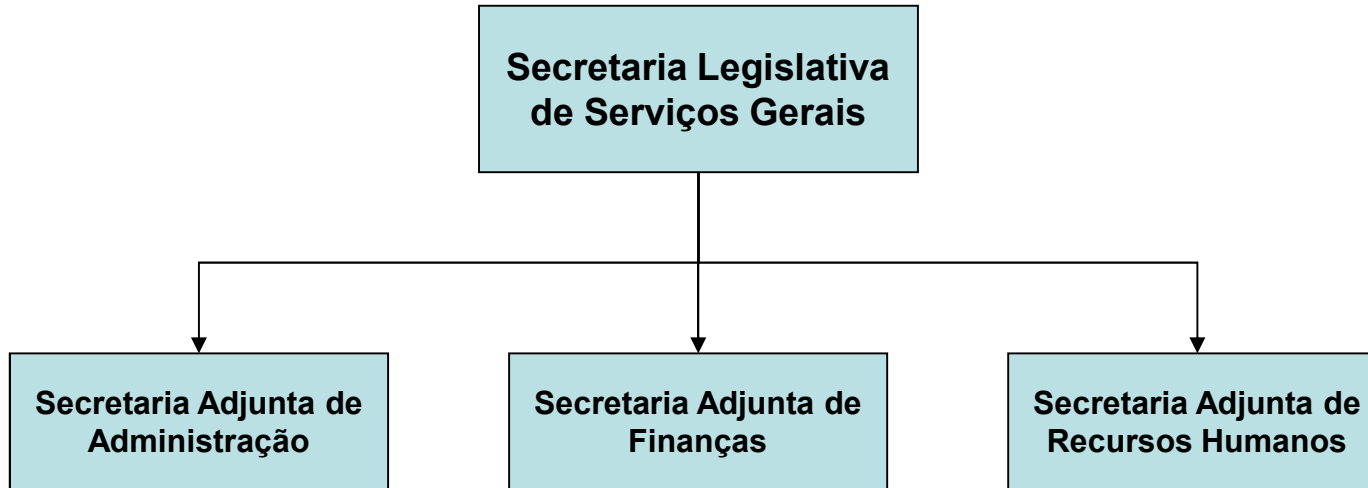 Secretaria Legislativa
de Serviços Gerais
Secretaria Adjunta de
Administração
Secretaria Adjunta de
Finanças
Secretaria Adjunta de
Recursos Humanos